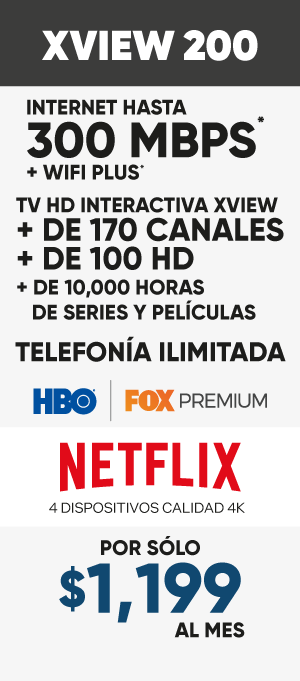 XVIEW 200
INTERNET HASTA
300 MBPS*
+ WIFI PLUS*
TV HD INTERACTIVA XVIEW
+ DE 170 CANALES
+ DE 100 HD
+ DE 10,000 HORAS
DE SERIES Y PELÍCULAS
TELEFONÍA ILIMITADA
HBO | FOX PREMIUM
NETFLIX
4 DISPOSITIVOS CALIDAD 4K
POR SÓLO
$1,199
AL MES